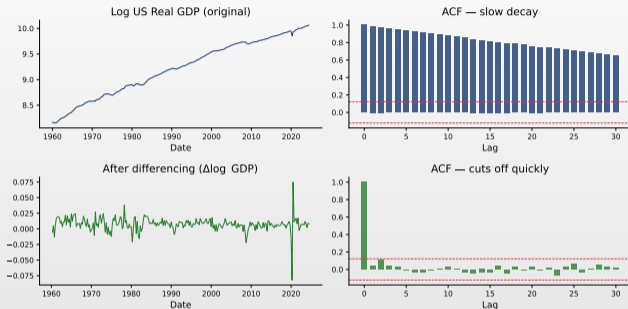 Log US Real GDP (original)
10.0
9.5
9.0
8.5
1960 1970 1980 1990 2000 2010 2020
Date
ACF — slow decay
1.0
0.8
0.6
0.4
0.2
0.0
0 5 10 15 20 25 30
Lag
After differencing (Δlog GDP)
0.075
0.050
0.025
0.000
−0.025
−0.050
−0.075
1960 1970 1980 1990 2000 2010 2020
Date
ACF — cuts off quickly
1.0
0.8
0.6
0.4
0.2
0.0
0 5 10 15 20 25 30
Lag